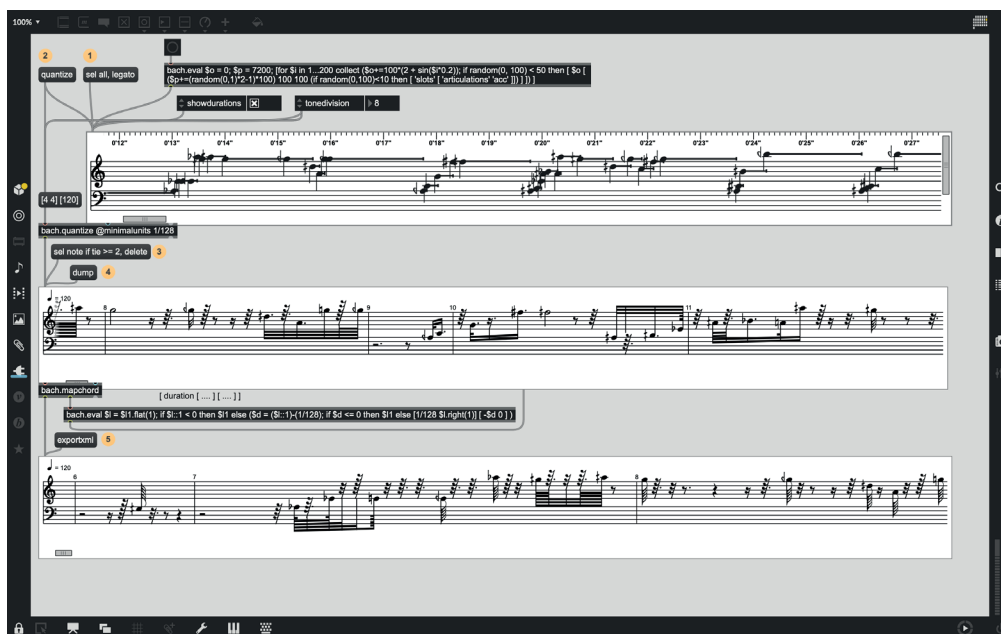 100%
2
1
quantize
sel all, legato
bach.eval $o = 0; $p = 7200; [for $i in 1...200 collect ($o+=100*(2 + sin($i*0.2)); if random(0, 100) < 50 then [ $o [
($p+=(random(0,1)*2-1)*100) 100 100 (if random(0,100)<10 then [ 'slots' [ 'articulations' 'acc' ]]) ] ]) ]
showdurations
tonedivision 8
0'12" 0'13" 0'14" 0'15" 0'16" 0'17" 0'18" 0'19" 0'20" 0'21" 0'22" 0'23" 0'24" 0'25" 0'26" 0'27"
[4 4] [120]
bach.quantize @minimalunits 1/128
sel note if tie >= 2, delete 3
dump 4
= 120
8 9 10 11
bach.mapchord
[ duration [ .... ] [ .... ] ]
bach.eval $l = $l1.flat(1); if $l::1 < 0 then $l1 else ($d = ($l::1)-(1/128); if $d <= 0 then $l1 else [1/128 $l.right(1)] [ -$d 0 ] )
exportxml 5
= 120
6 7 8